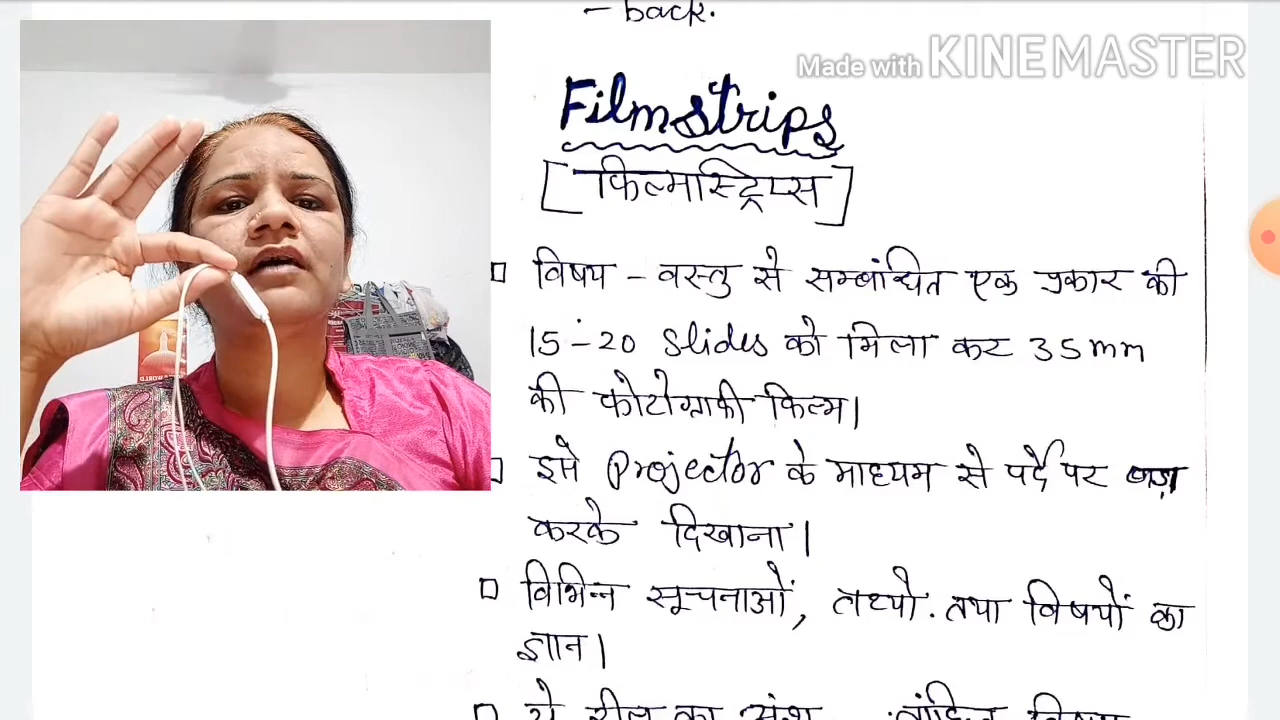 - back.
Made with KINEMASTER
Filmstrips
[फिल्मास्ट्रिप्स]
विषय - वस्तु से सम्बंधित एक प्रकार की
15-20 Slides को मिला कर 35mm
की फोटोग्राफी फिल्म।
इसे Projector के माध्यम से पर्दे पर बड़ा
करके दिखाना।
विभिन्न सूचनाओं, तथ्यो. तथा विषयों का
ज्ञान।
ये रील का